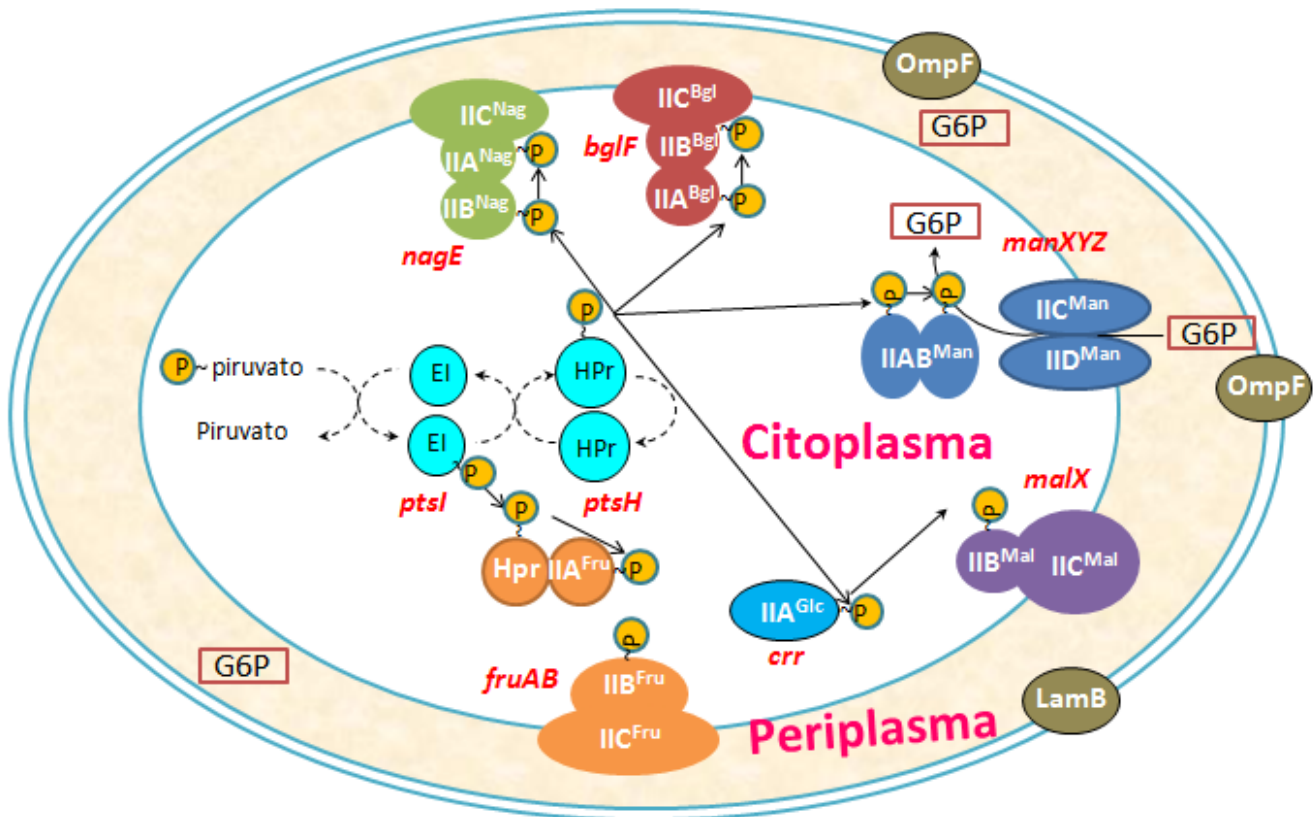 OmpF
IIC^Nag
IIC^Bgl
G6P
P
P
bglF
IIA^Nag
IIB^Bgl
IIB^Nag
IIA^Bgl
P
P
nagE
G6P
manXYZ
P
P
P
IIC^Man
G6P
IIAB^Man
IID^Man
P ~ piruvato
EI
HPr
OmpF
Piruvato
EI
HPr
Citoplasma
P
ptsI
ptsH
malX
P
P
Hpr
IIA^Fru
P
IIB^Mal
IIC^Mal
IIA^Glc
P
crr
P
G6P
fruAB
IIB^Fru
LamB
IIC^Fru
Periplasma